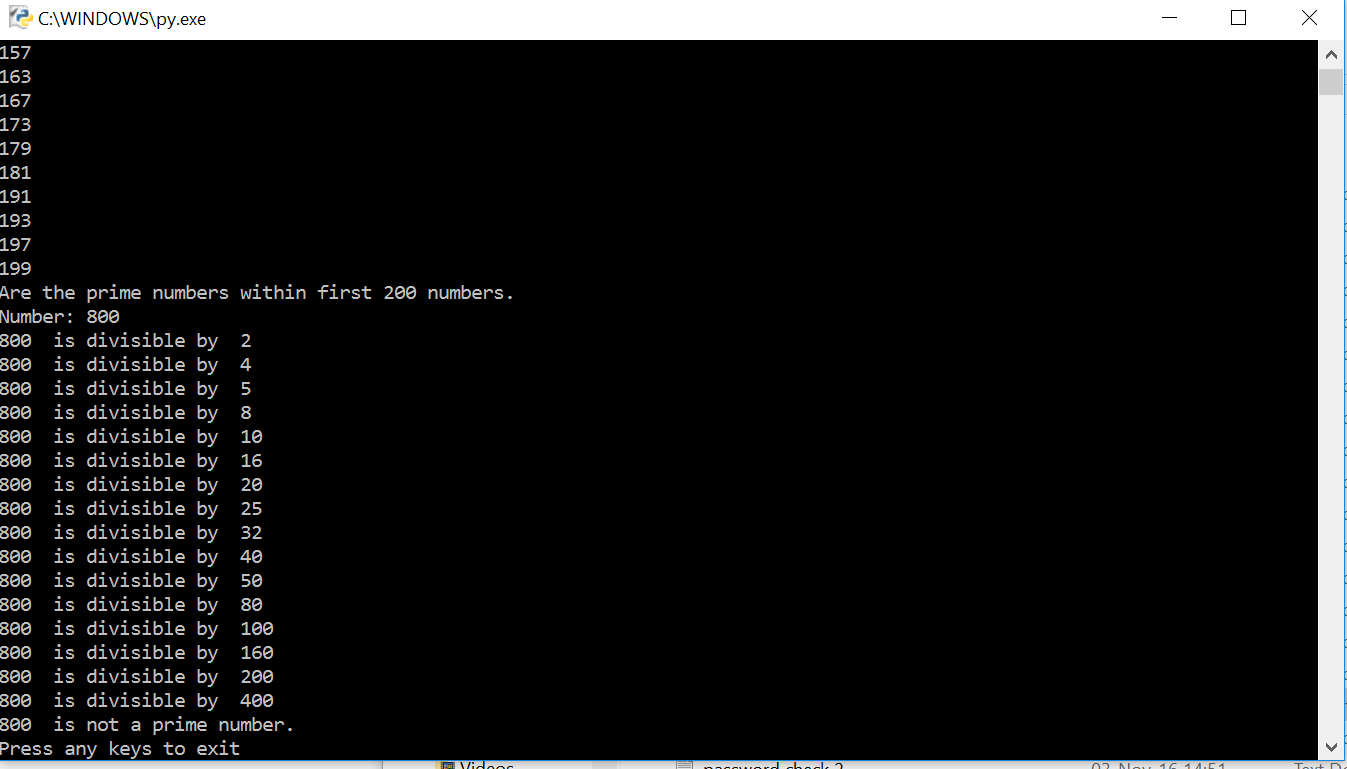 C:\WINDOWS\py.exe
157
163
167
173
179
181
191
193
197
199
Are the prime numbers within first 200 numbers.
Number: 800
800  is divisible by  2
800  is divisible by  4
800  is divisible by  5
800  is divisible by  8
800  is divisible by  10
800  is divisible by  16
800  is divisible by  20
800  is divisible by  25
800  is divisible by  32
800  is divisible by  40
800  is divisible by  50
800  is divisible by  80
800  is divisible by  100
800  is divisible by  160
800  is divisible by  200
800  is divisible by  400
800  is not a prime number.
Press any keys to exit
Videos password check 2 02-Nov-16 14:51 Text